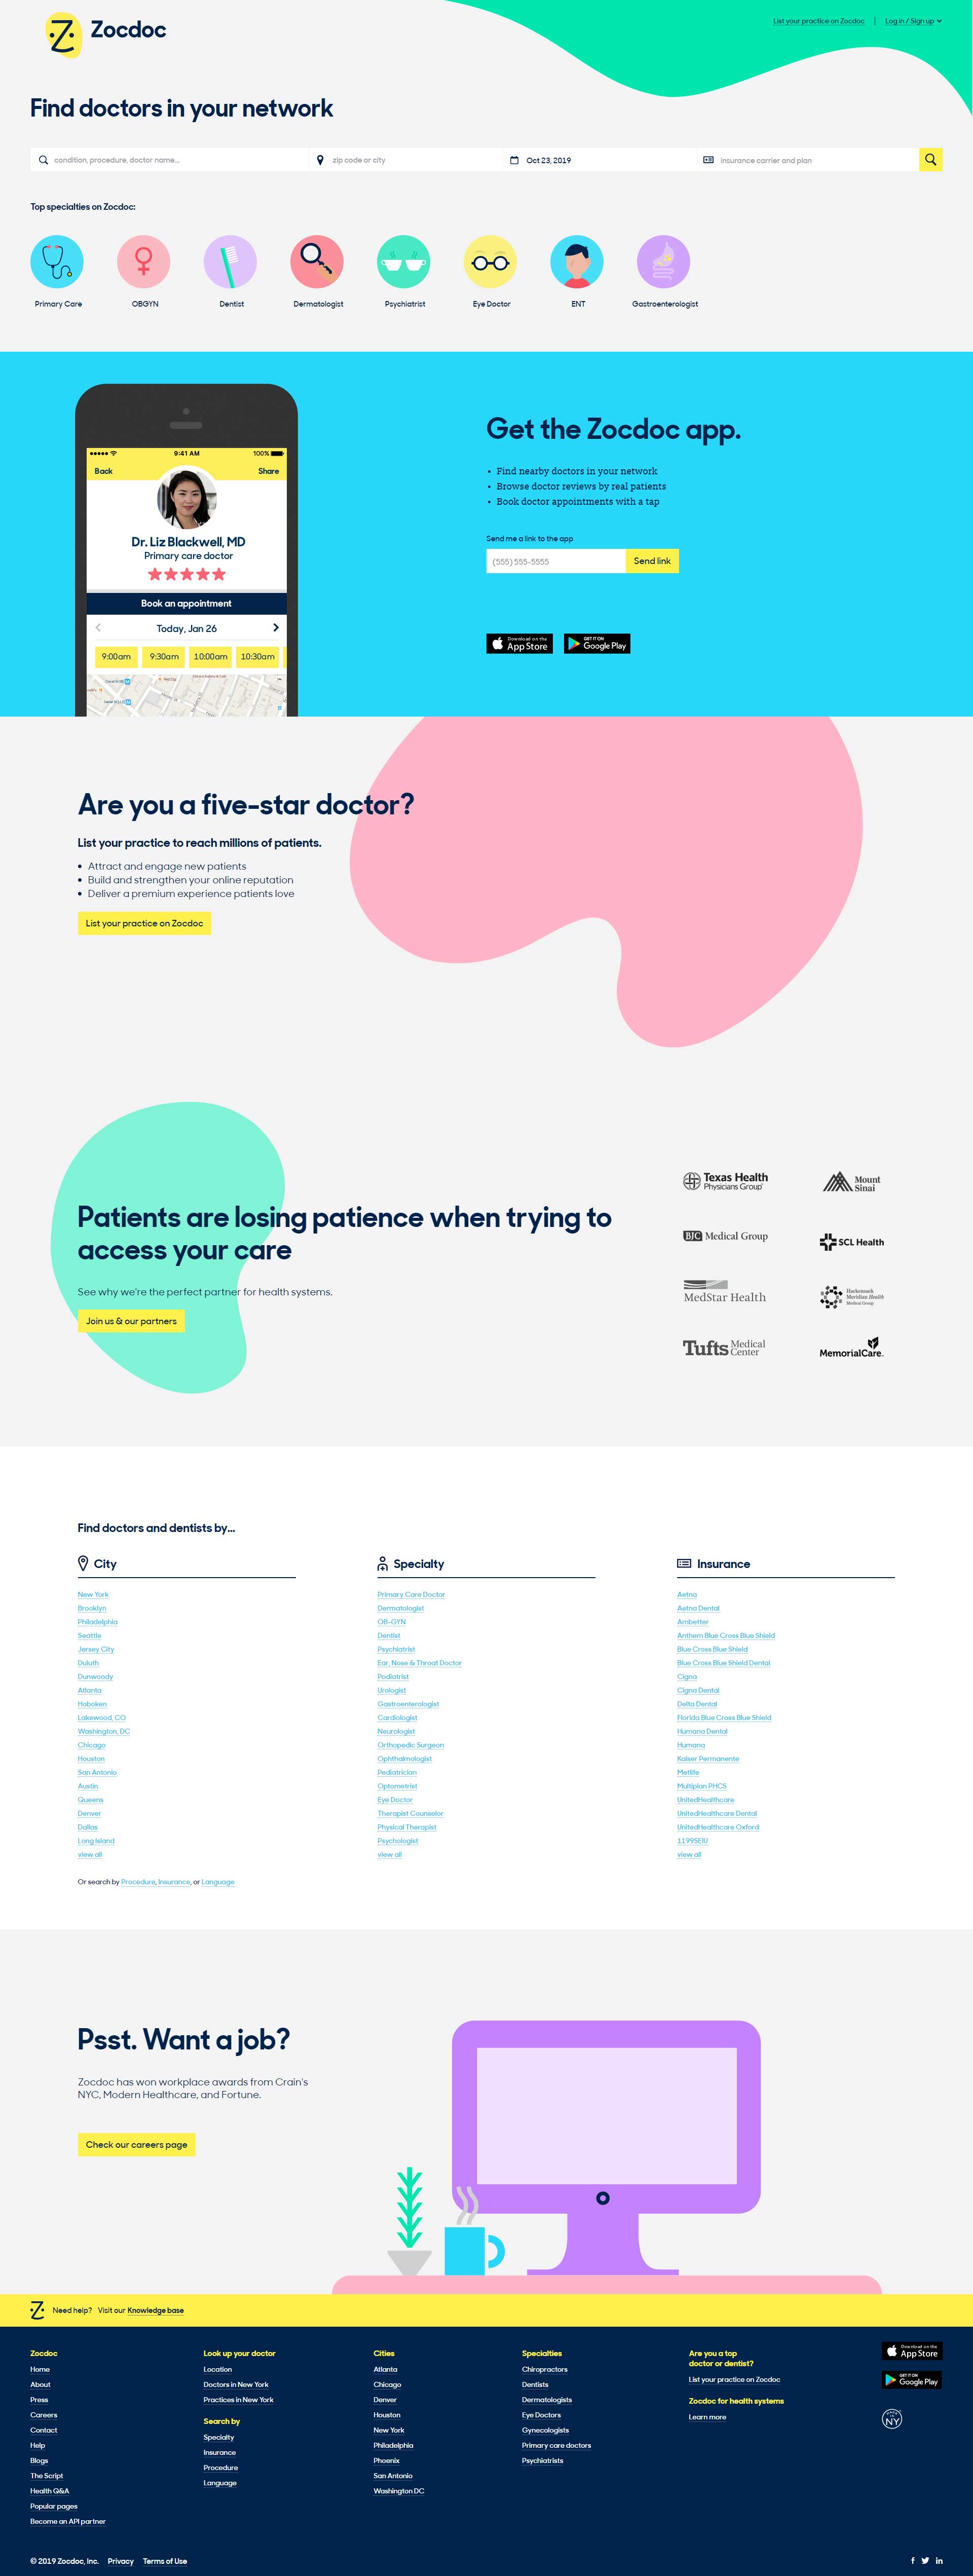 Zocdoc
List your practice on Zocdoc
Log in / Sign up
Find doctors in your network
condition, procedure, doctor name...
zip code or city
Oct 23, 2019
insurance carrier and plan
Top specialties on Zocdoc:
Primary Care
OBGYN
Dentist
Dermatologist
Psychiatrist
Eye Doctor
ENT
Gastroenterologist
9:41 AM
100%
Back
Share
Dr. Liz Blackwell, MD
Primary care doctor
Book an appointment
Today, Jan 26
9:00am
9:30am
10:00am
10:30am
Get the Zocdoc app.
• Find nearby doctors in your network
• Browse doctor reviews by real patients
• Book doctor appointments with a tap
Send me a link to the app
(555) 555-5555
Send link
Download on the
App Store
GET IT ON
Google Play
Are you a five-star doctor?
List your practice to reach millions of patients.
• Attract and engage new patients
• Build and strengthen your online reputation
• Deliver a premium experience patients love
List your practice on Zocdoc
Patients are losing patience when trying to
access your care
See why we're the perfect partner for health systems.
Join us & our partners
Texas Health
Physicians Group
Mount
Sinai
BJC Medical Group
SCL Health
MedStar Health
Hackensack
Meridian Health
Medical Group
Tufts Medical
Center
MemorialCare.
Find doctors and dentists by...
City
New York
Brooklyn
Philadelphia
Seattle
Jersey City
Duluth
Dunwoody
Atlanta
Hoboken
Lakewood, CO
Washington, DC
Chicago
Houston
San Antonio
Austin
Queens
Denver
Dallas
Long Island
view all
Specialty
Primary Care Doctor
Dermatologist
OB-GYN
Dentist
Psychiatrist
Ear, Nose & Throat Doctor
Podiatrist
Urologist
Gastroenterologist
Cardiologist
Neurologist
Orthopedic Surgeon
Ophthalmologist
Pediatrician
Optometrist
Eye Doctor
Therapist Counselor
Physical Therapist
Psychologist
view all
Insurance
Aetna
Aetna Dental
Ambetter
Anthem Blue Cross Blue Shield
Blue Cross Blue Shield
Blue Cross Blue Shield Dental
Cigna
Cigna Dental
Delta Dental
Florida Blue Cross Blue Shield
Humana Dental
Humana
Kaiser Permanente
Metlife
Multiplan PHCS
UnitedHealthcare
UnitedHealthcare Dental
UnitedHealthcare Oxford
1199SEIU
view all
Or search by Procedure, Insurance, or Language
Psst. Want a job?
Zocdoc has won workplace awards from Crain's
NYC, Modern Healthcare, and Fortune.
Check our careers page
Need help? Visit our Knowledge base
Zocdoc
Home
About
Press
Careers
Contact
Help
Blogs
The Script
Health Q&A
Popular pages
Become an API partner
Look up your doctor
Location
Doctors in New York
Practices in New York
Search by
Specialty
Insurance
Procedure
Language
Cities
Atlanta
Chicago
Denver
Houston
New York
Philadelphia
Phoenix
San Antonio
Washington DC
Specialties
Chiropractors
Dentists
Dermatologists
Eye Doctors
Gynecologists
Primary care doctors
Psychiatrists
Are you a top
doctor or dentist?
List your practice on Zocdoc
Zocdoc for health systems
Learn more
Download on the
App Store
GET IT ON
Google Play
NY
© 2019 Zocdoc, Inc.
Privacy
Terms of Use